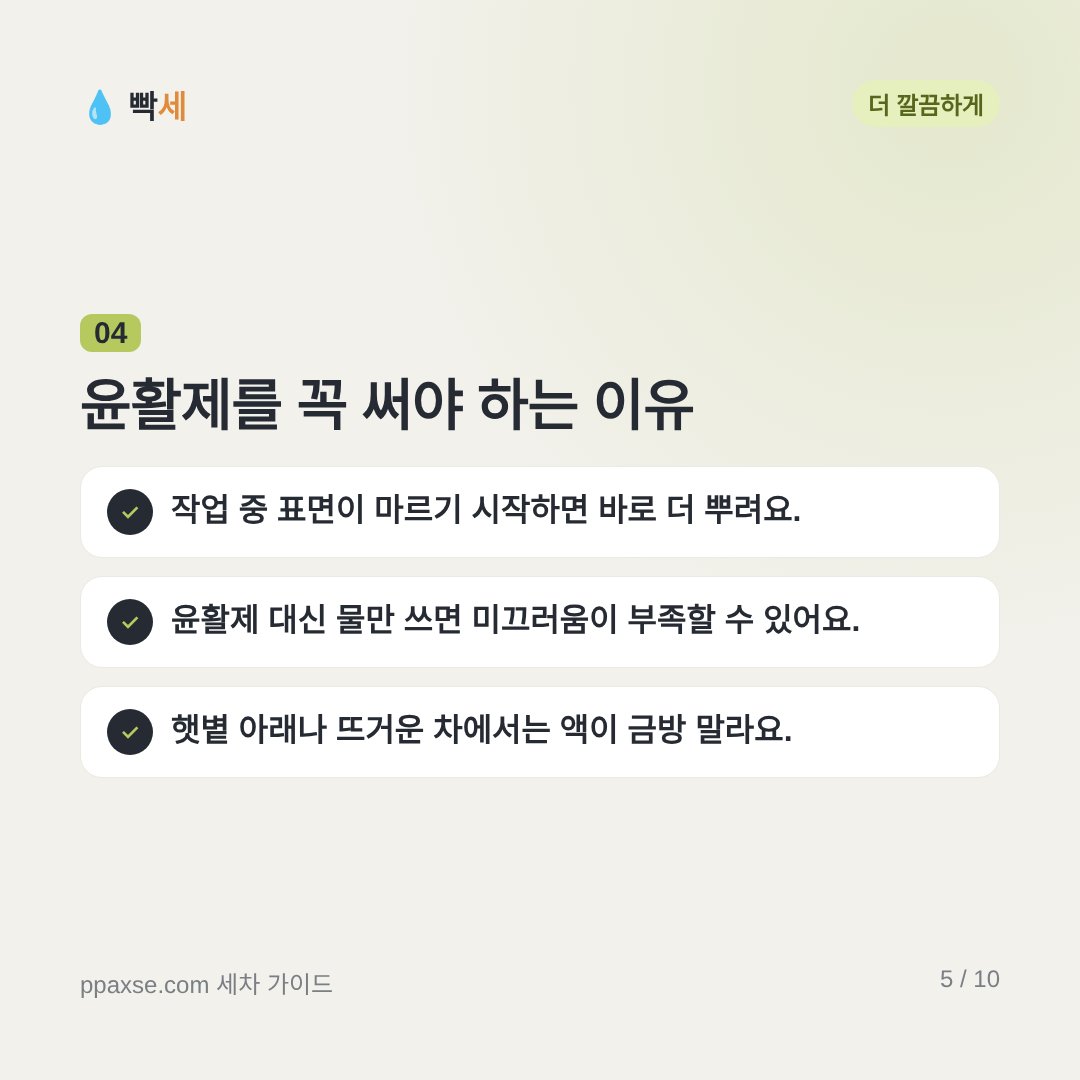 빡세
더 깔끔하게
04
윤활제를 꼭 써야 하는 이유
작업 중 표면이 마르기 시작하면 바로 더 뿌려요.
윤활제 대신 물만 쓰면 미끄러움이 부족할 수 있어요.
햇볕 아래나 뜨거운 차에서는 액이 금방 말라요.
ppaxse.com 세차 가이드
5 / 10